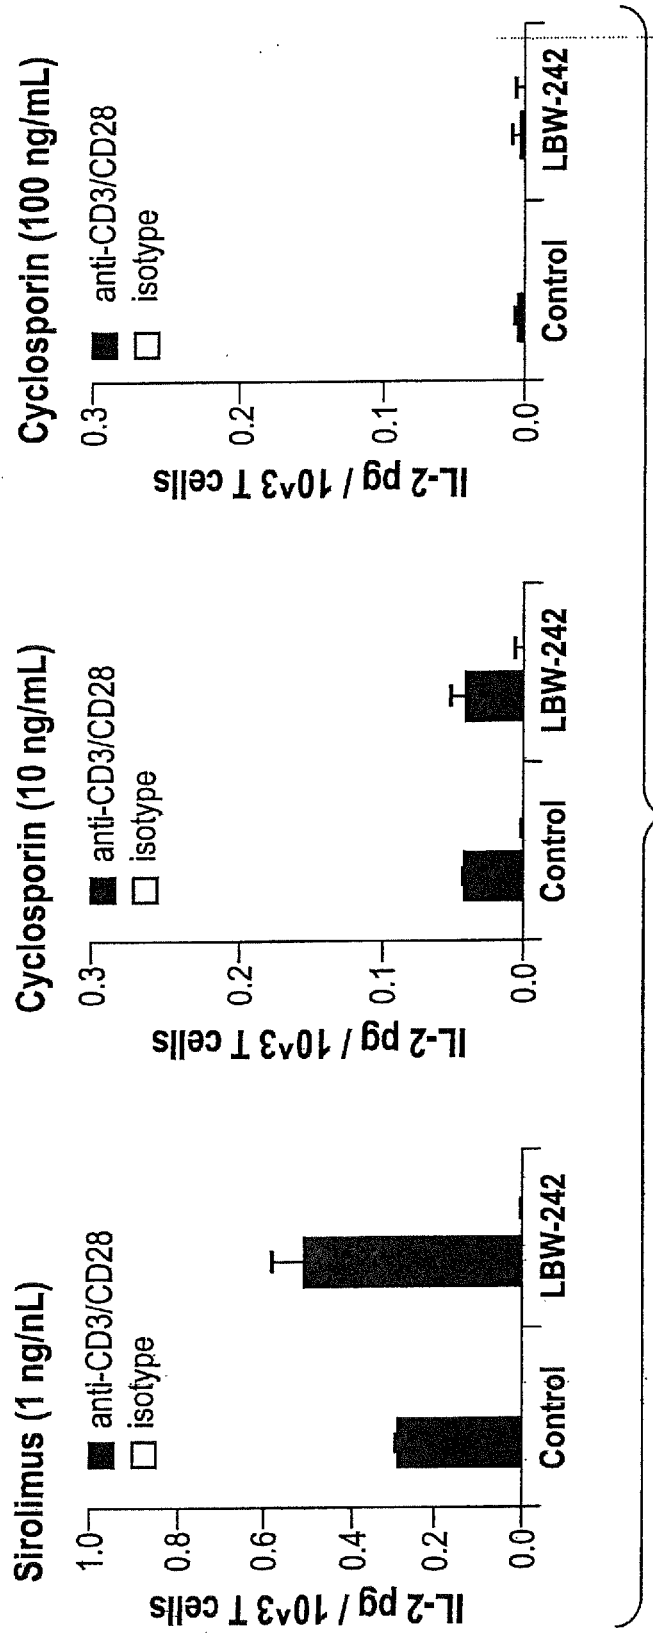 Sirolimus (1 ng/nL)
anti-CD3/CD28
isotype
IL-2 pg / 10^3 T cells
1.0
0.8
0.6
0.4
0.2
0.0
Control
LBW-242
Cyclosporin (10 ng/mL)
anti-CD3/CD28
isotype
IL-2 pg / 10^3 T cells
0.3
0.2
0.1
0.0
Control
LBW-242
Cyclosporin (100 ng/mL)
anti-CD3/CD28
isotype
IL-2 pg / 10^3 T cells
0.3
0.2
0.1
0.0
Control
LBW-242